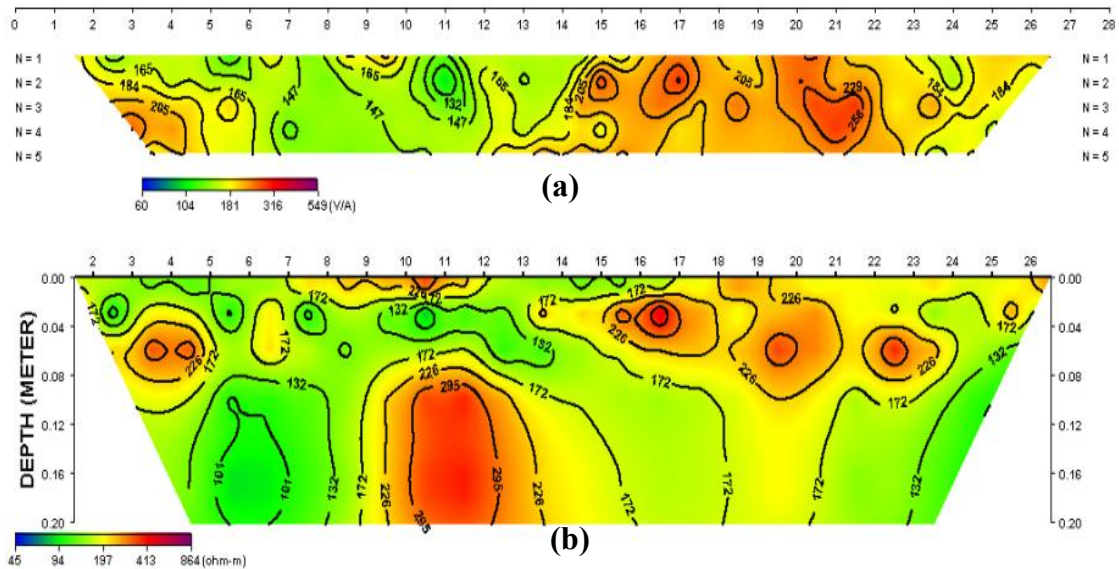 0 1 2 3 4 5 6 7 8 9 10 11 12 13 14 15 16 17 18 19 20 21 22 23 24 25 26 27 28
N = 1 165 165 165 205 N = 1
N = 2 184 132 205 229 184 N = 2
N = 3 205 165 147 147 184 256 184 N = 3
N = 4 N = 4
N = 5 N = 5
(a)
60 104 181 316 549 (V/A)
2 3 4 5 6 7 8 9 10 11 12 13 14 15 16 17 18 19 20 21 22 23 24 25 26
0.00 172 226 172 172 172 226 172 0.00
0.04 172 172 132 132 226 0.04
0.08 226 172 132 172 226 295 172 226 172 226 132 0.08
0.12 0.12
0.16 101 101 172 226 295 226 172 172 172 132 0.16
0.20 295 0.20
DEPTH (METER)
(b)
45 94 197 413 864 (ohm-m)